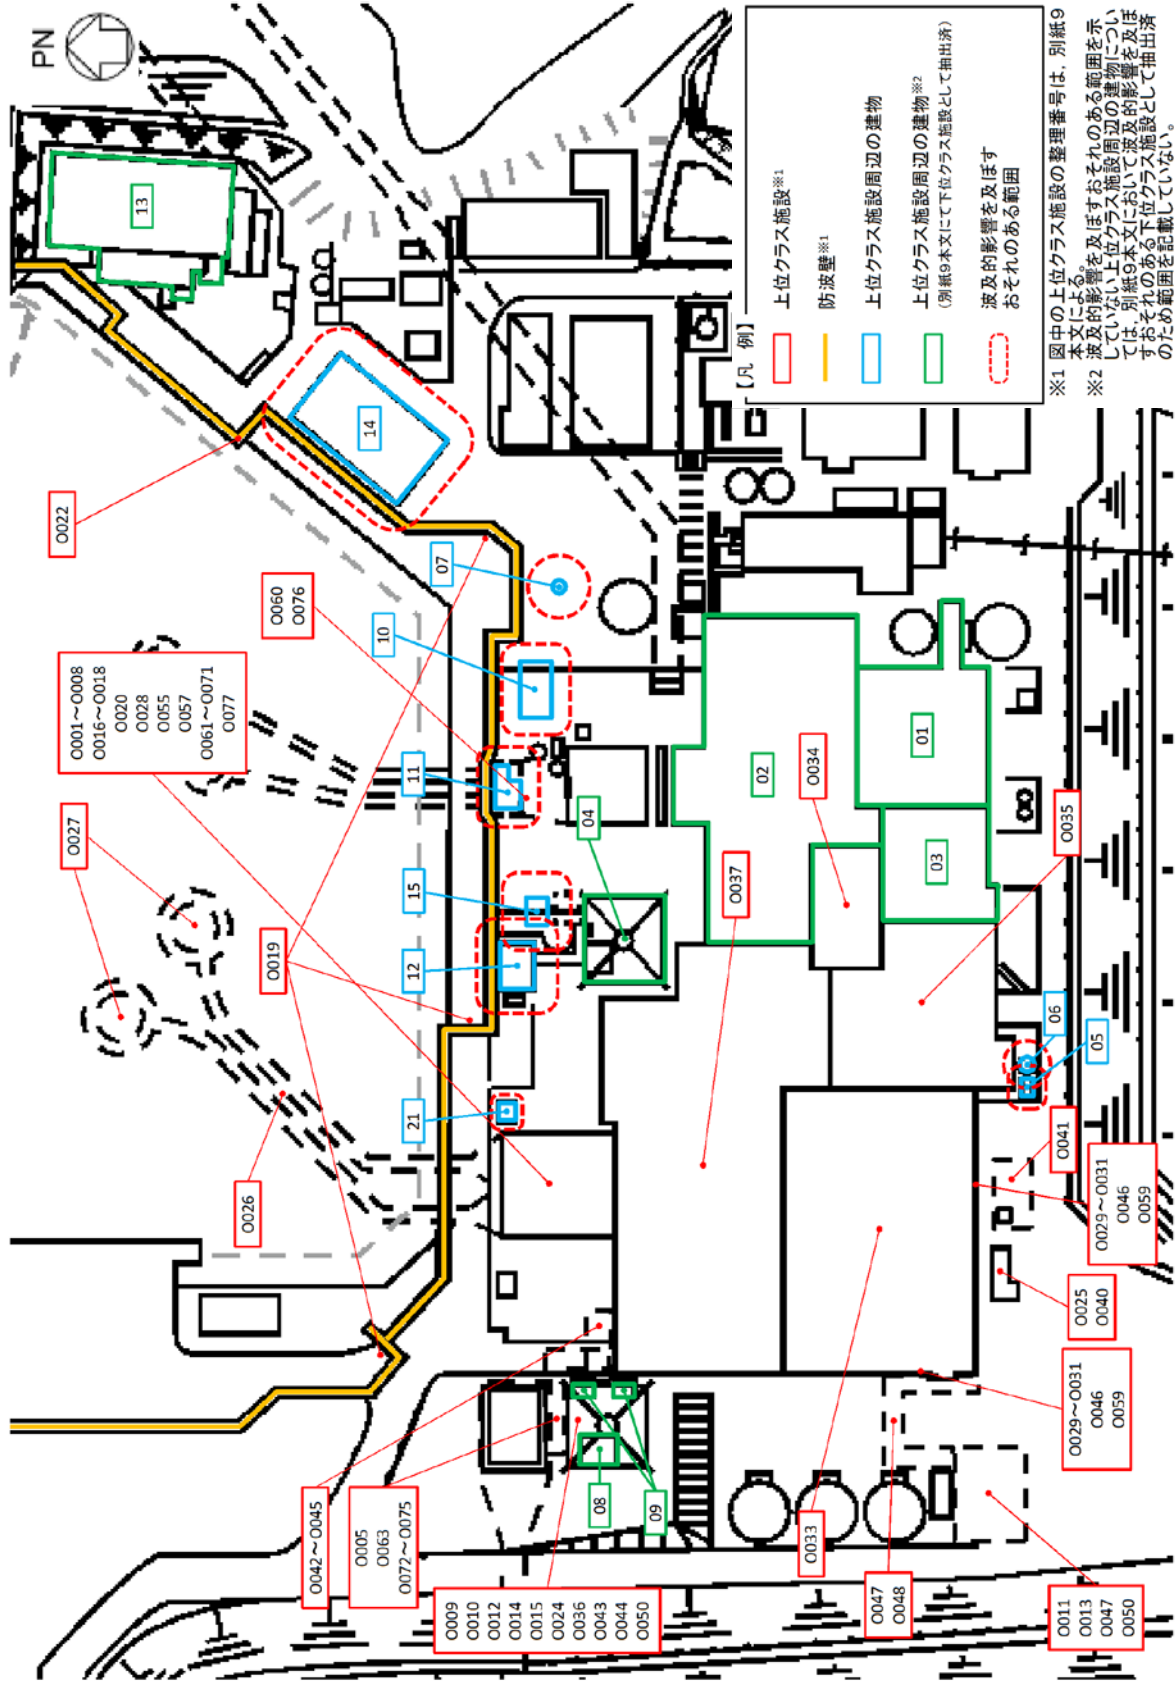 PN
O022
13
14
O060
O076
07
10
O001～O008
O016～O018
O020
O028
O055
O057
O061～O071
O077
11
O027
15
04
O019
12
O026
21
02
01
O034
03
O037
O035
06
05
O041
O029～O031
O046
O059
O025
O040
O029～O031
O046
O059
O042～O045
O005
O063
O072～O075
08
09
O009
O010
O012
O014
O015
O024
O036
O043
O044
O050
O033
O047
O048
O011
O013
O047
O050
【凡 例】
上位クラス施設※1
防波壁※1
上位クラス施設周辺の建物
上位クラス施設周辺の建物※2
（別紙9本文にて下位クラス施設として抽出済）
波及的影響を及ぼす
おそれのある範囲
※1 図中の上位クラス施設の整理番号は，別紙9
本文による。
※2 波及的影響を及ぼすおそれのある範囲を示
していない上位クラス施設周辺の建物につい
ては，別紙9本文において波及的影響を及ぼ
すおそれのある下位クラス施設として抽出済
のため範囲を記載していない。